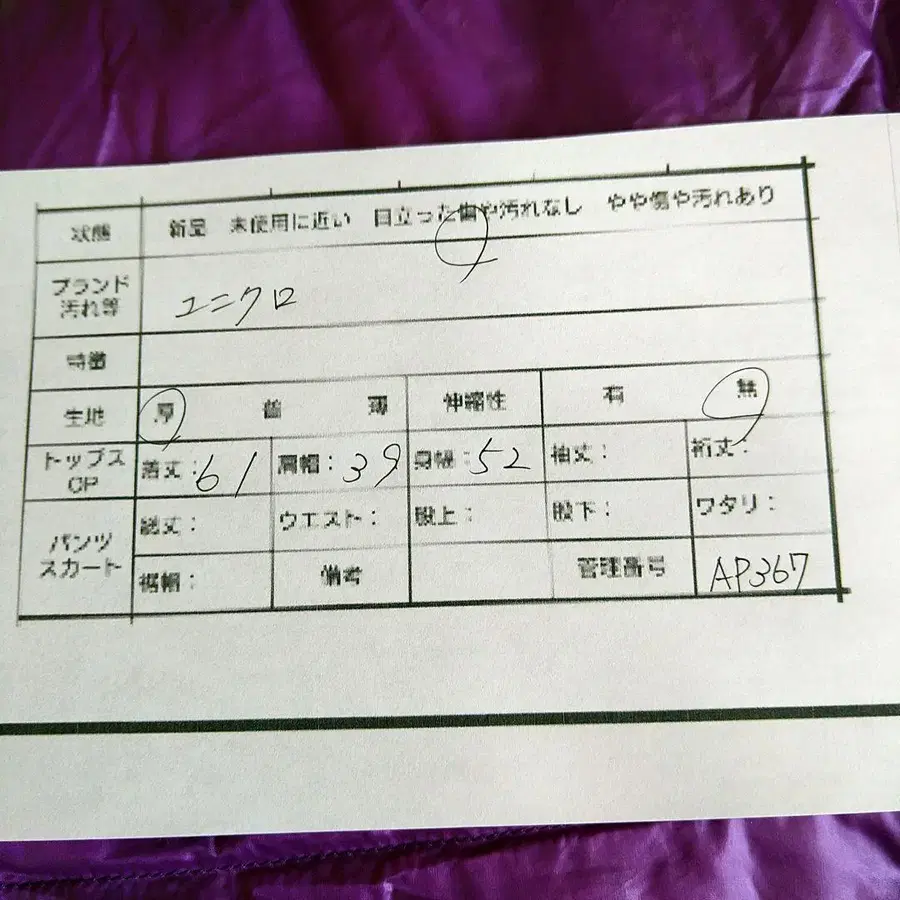 状態 新品 未使用に近い 目立った傷や汚れなし やや傷や汚れあり
ブランド
汚れ等 ユニクロ
特徴
生地 厚 普 薄 伸縮性 有 無
トップス
OP 着丈:61 肩幅:39 身幅:52 袖丈: 裄丈:
パンツ
スカート 総丈: ウエスト: 股上: 股下: ワタリ:
裾幅: 備考 管理番号 AP367